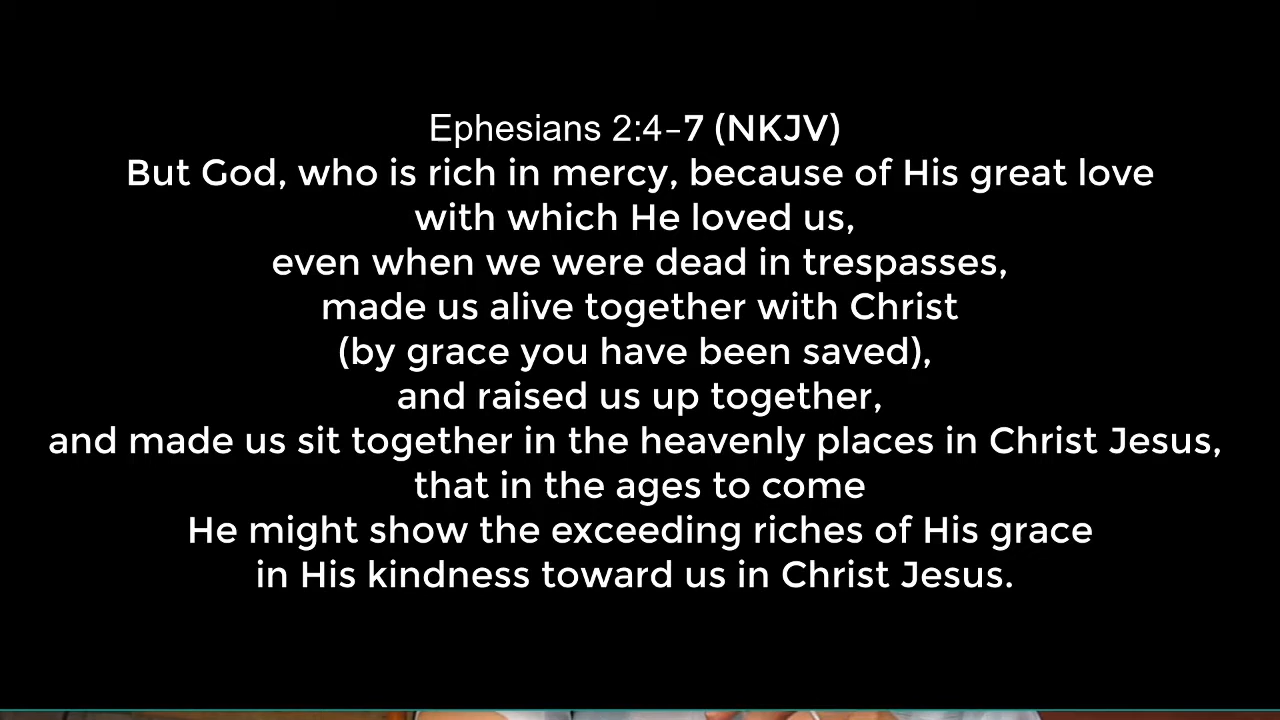 Ephesians 2:4–7 (NKJV)
But God, who is rich in mercy, because of His great love
with which He loved us,
even when we were dead in trespasses,
made us alive together with Christ
(by grace you have been saved),
and raised us up together,
and made us sit together in the heavenly places in Christ Jesus,
that in the ages to come
He might show the exceeding riches of His grace
in His kindness toward us in Christ Jesus.